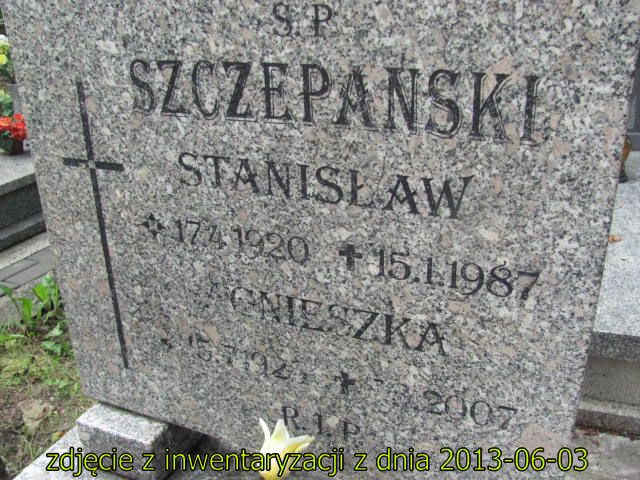 S.P.
SZCZEPAŃSKI
STANISŁAW
17.4.1920 15.1.1987
AGNIESZKA
2007
R.I.P.
zdjęcie z inwentaryzacji z dnia 2013-06-03